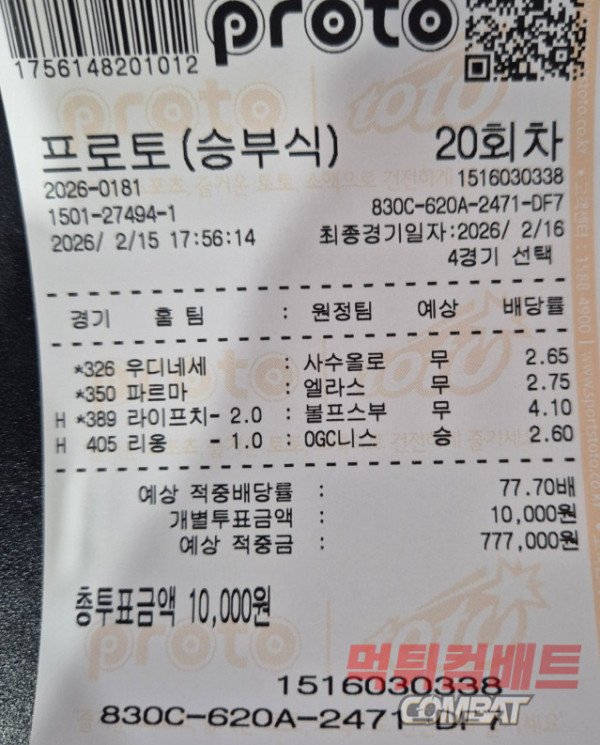 proto
1756148201012
프로토(승부식) 20회차
2026-0181 1516030338
1501-27494-1 830C-620A-2471-DF7
2026/ 2/15 17:56:14 최종경기일자:2026/ 2/16
4경기 선택
경기 홈팀 : 원정팀 예상 배당률
*326 우디네세 : 사수올로 무 2.65
*350 파르마 : 엘라스 무 2.75
H *389 라이프치- 2.0 : 볼프스부 무 4.10
H 405 리옹 - 1.0 : OGC니스 승 2.60
예상 적중배당률 : 77.70배
개별투표금액 : 10,000원
예상 적중금 : 777,000원
총투표금액 10,000원
먹튀컴배트
COMBAT
1516030338
830C-620A-2471-DF7